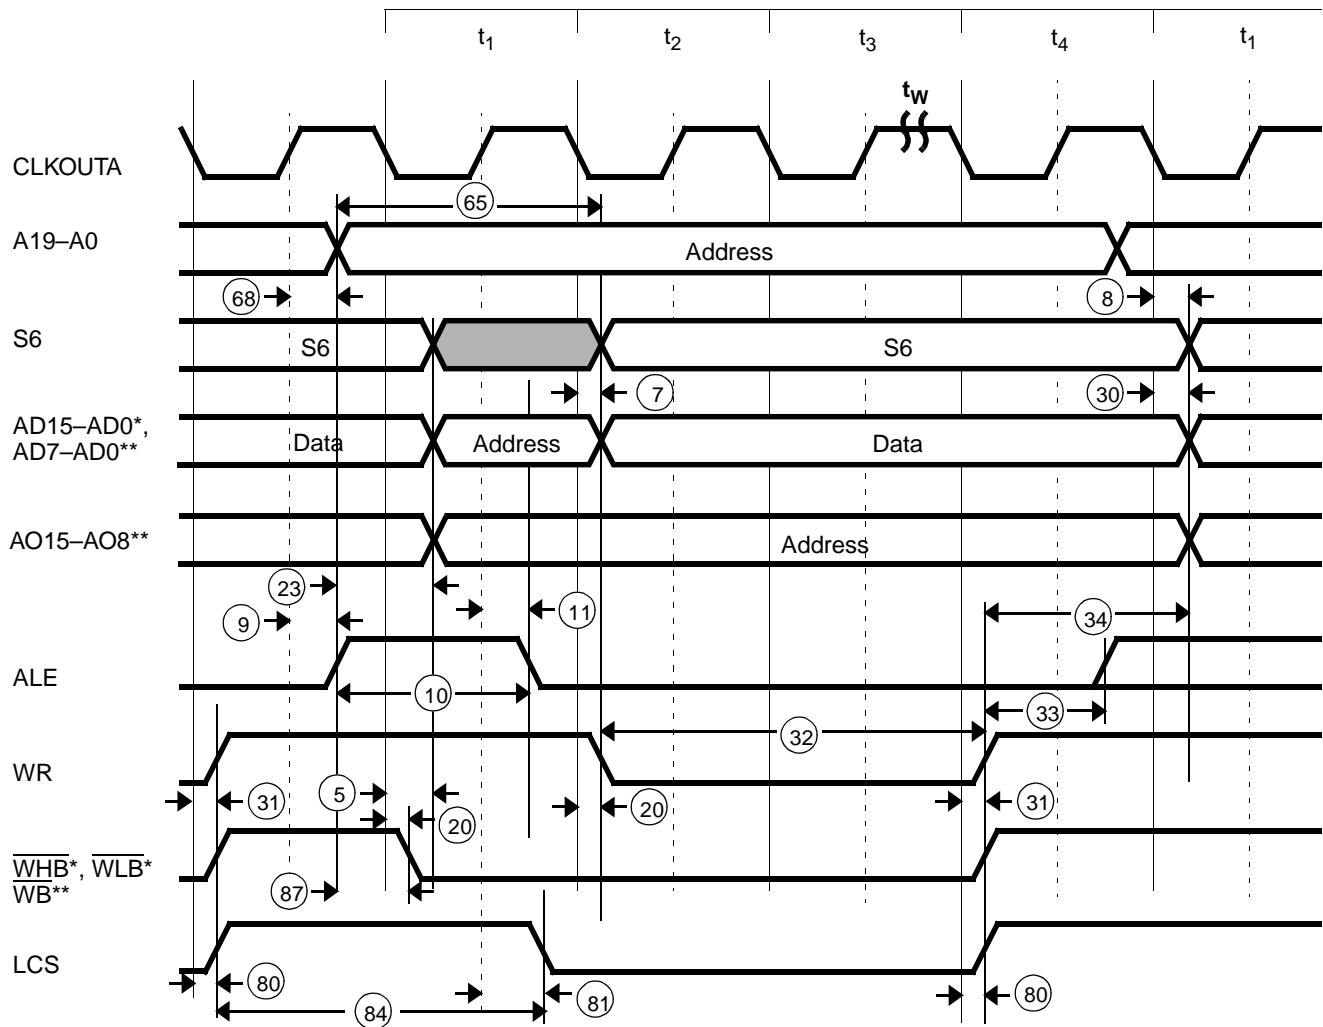 t1 t2 t3 t4 t1
tW
CLKOUTA
65
A19–A0
Address
68 8
S6
S6 S6
7 30
AD15–AD0*,
AD7–AD0**
Data Address Data
AO15–AO8**
Address
23
9 11 34
ALE
10 33
32
WR
31 5 20 20 31
WHB*, WLB*
WB**
87
LCS
80 81 80
84